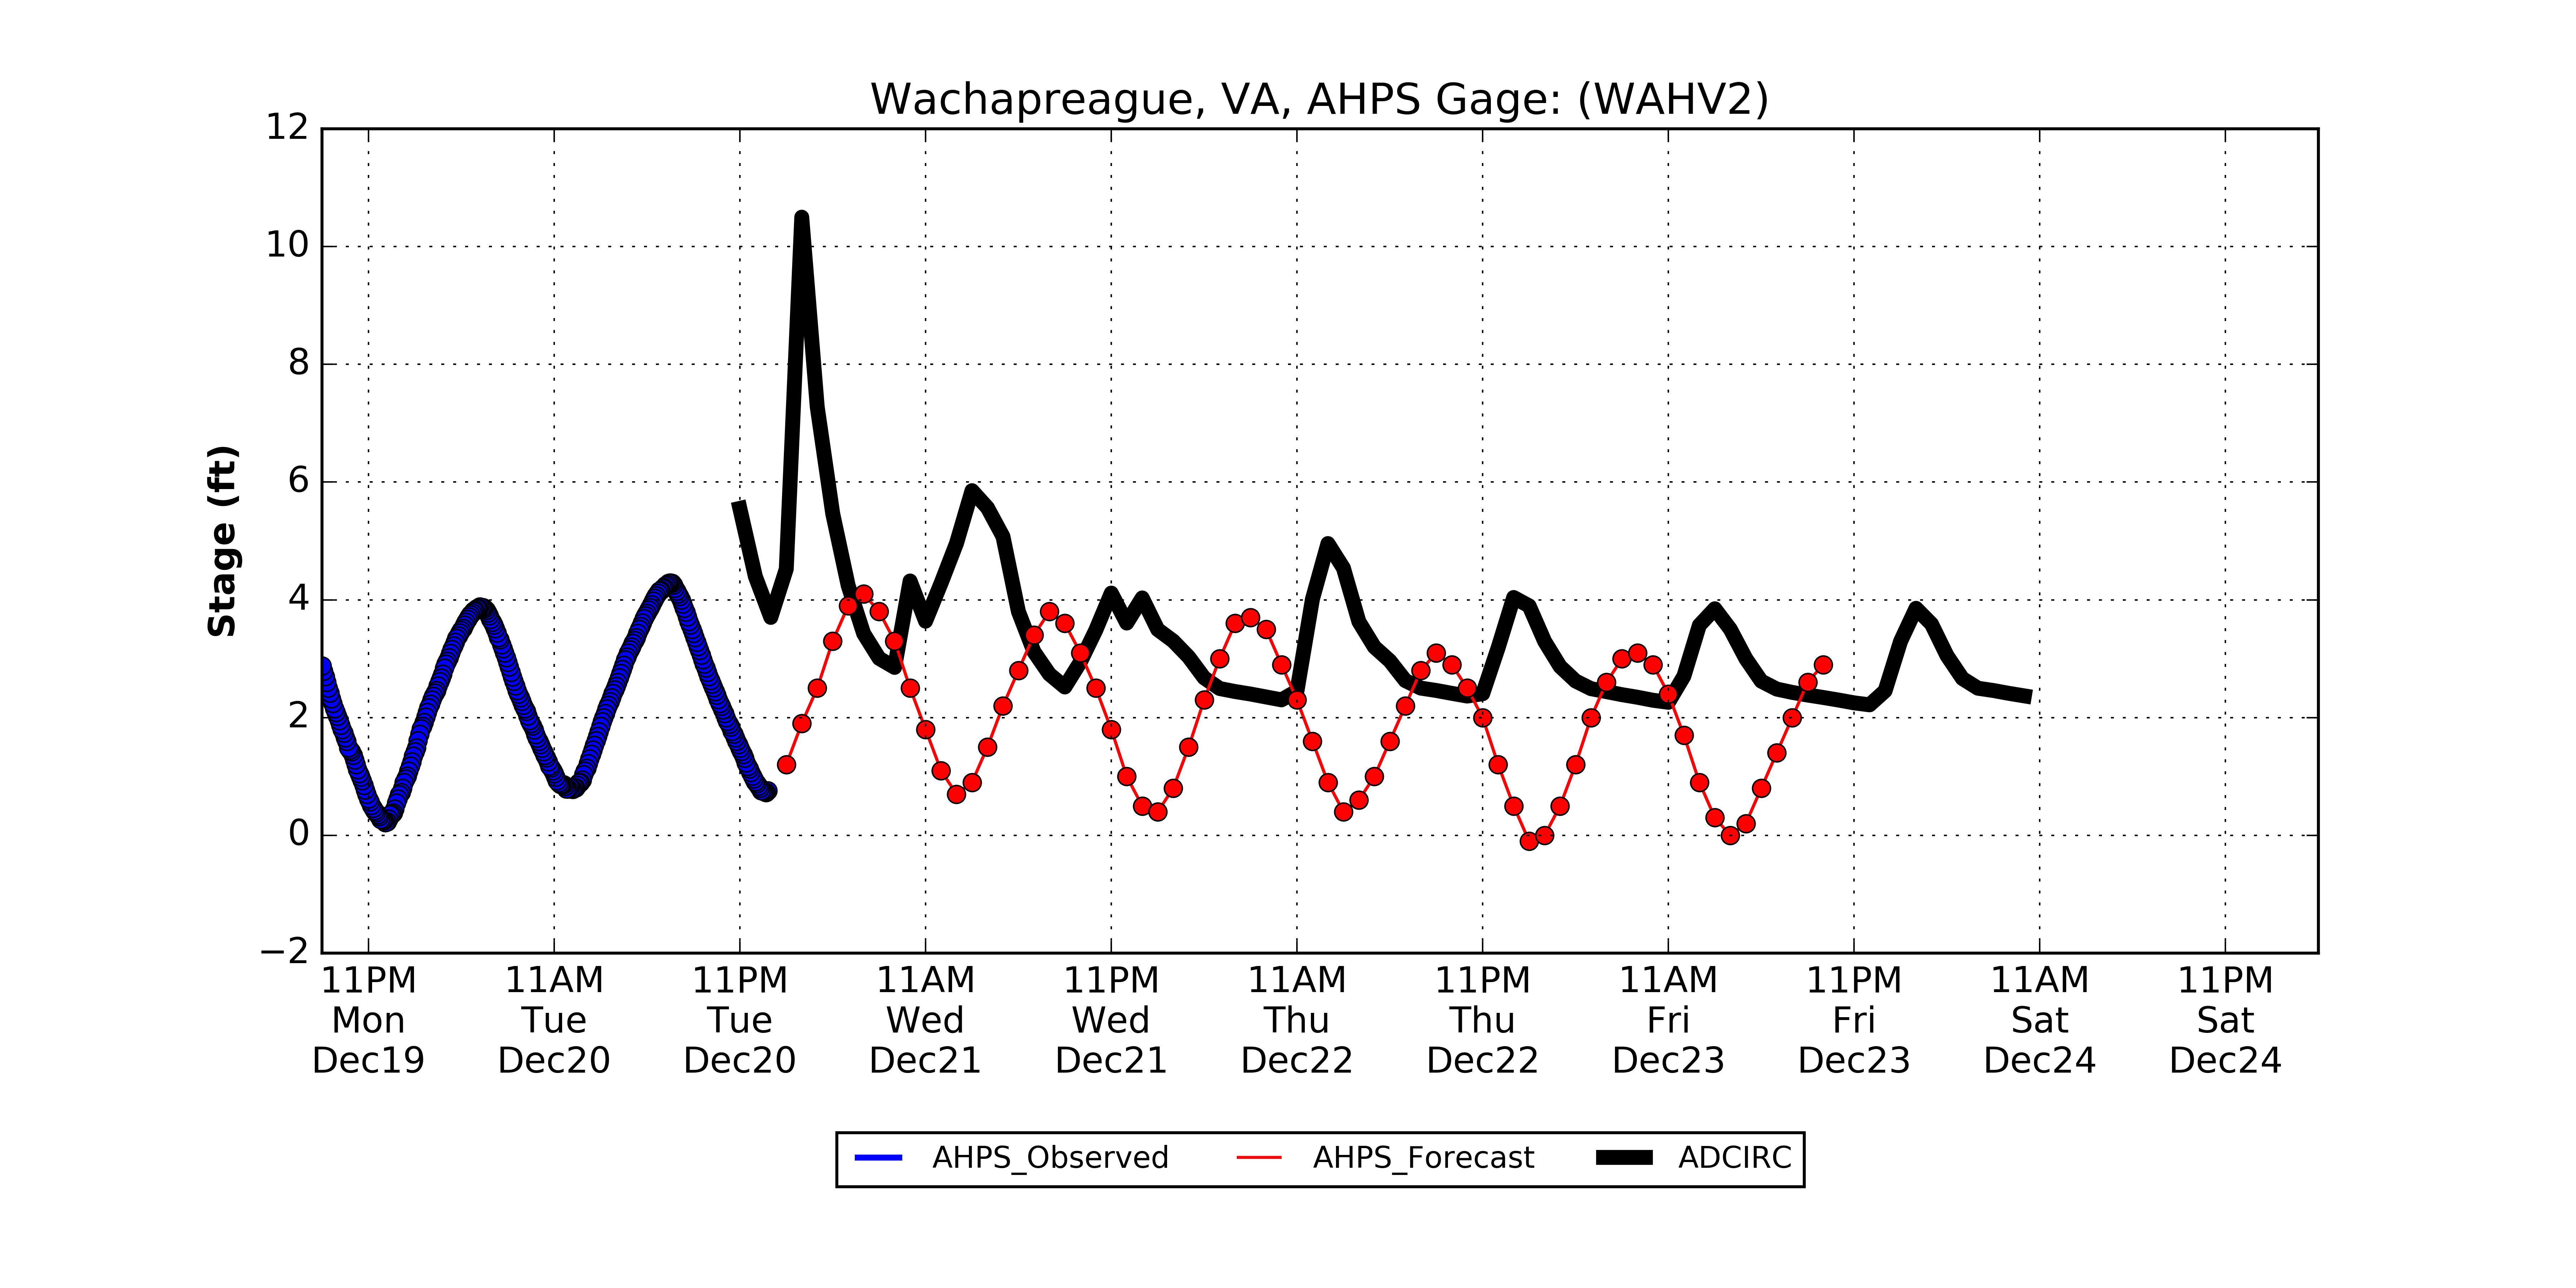 Wachapreague, VA, AHPS Gage: (WAHV2)
12
10
8
6
4
2
0
−2
Stage (ft)
11PM 11AM 11PM 11AM 11PM 11AM 11PM 11AM 11PM 11AM 11PM
Mon Tue Tue Wed Wed Thu Thu Fri Fri Sat Sat
Dec19 Dec20 Dec20 Dec21 Dec21 Dec22 Dec22 Dec23 Dec23 Dec24 Dec24
AHPS_Observed AHPS_Forecast ADCIRC